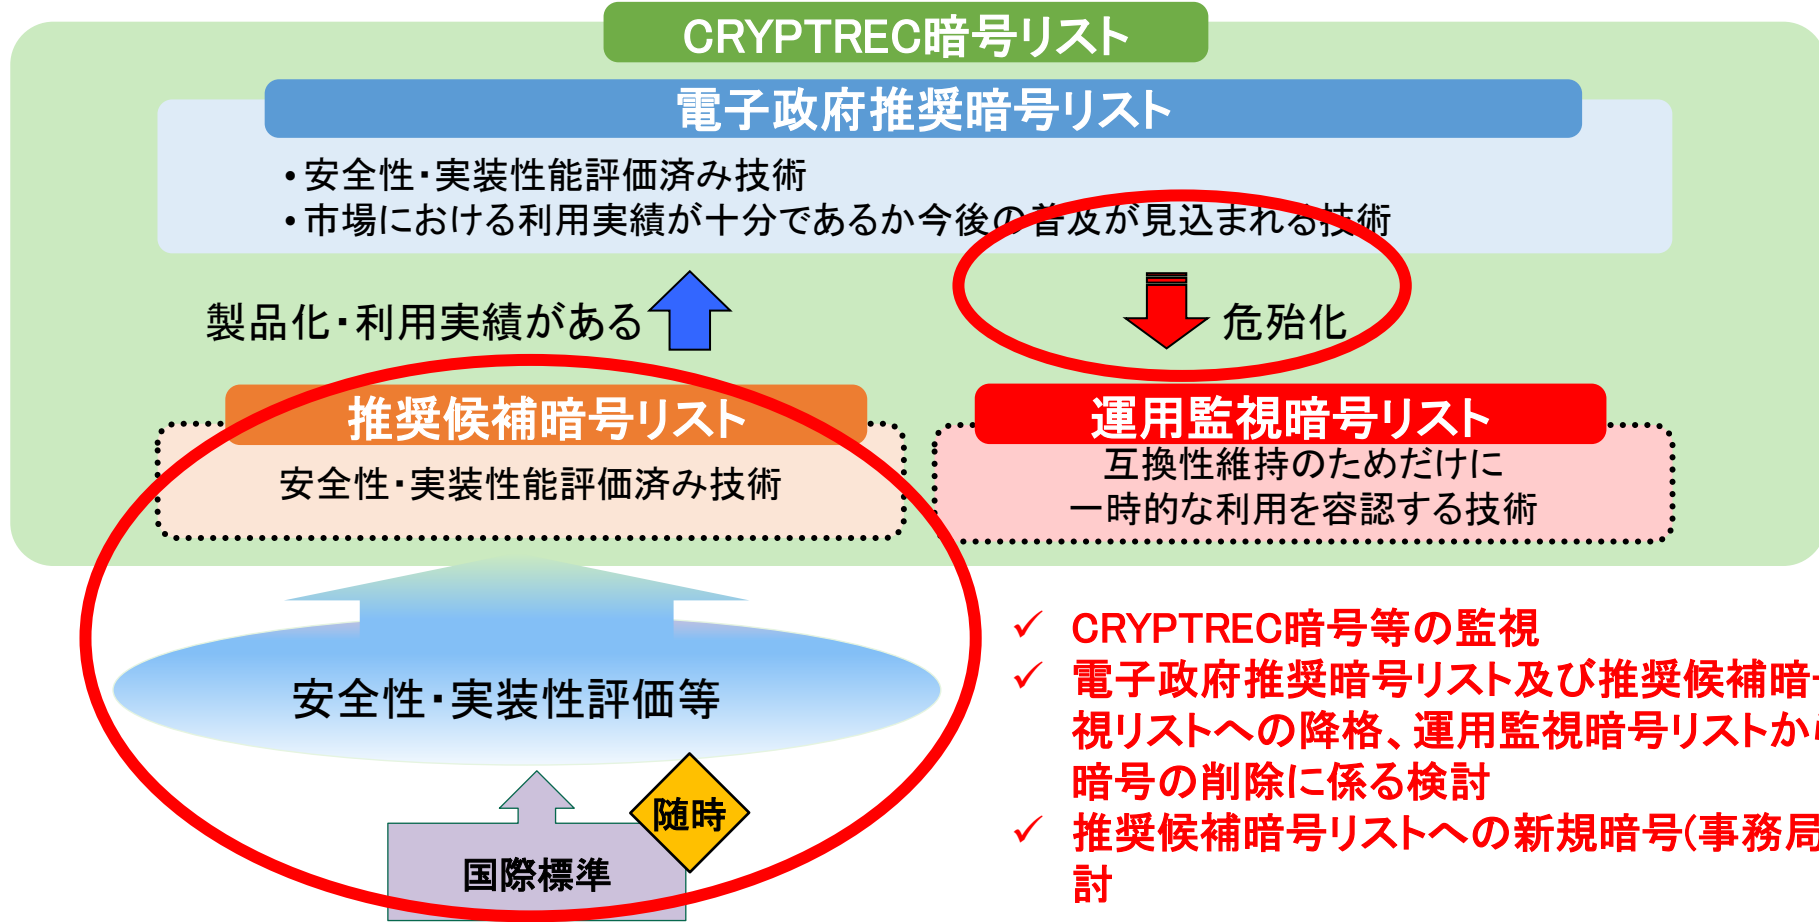 CRYPTREC暗号リスト
電子政府推奨暗号リスト
•安全性・実装性能評価済み技術
•市場における利用実績が十分であるか今後の普及が見込まれる技術
製品化・利用実績がある
危殆化
推奨候補暗号リスト
安全性・実装性能評価済み技術
運用監視暗号リスト
互換性維持のためだけに
一時的な利用を容認する技術
安全性・実装性評価等
随時
国際標準
✓ CRYPTREC暗号等の監視
✓ 電子政府推奨暗号リスト及び推奨候補暗
視リストへの降格、運用監視暗号リストか
暗号の削除に係る検討
✓ 推奨候補暗号リストへの新規暗号(事務局
討